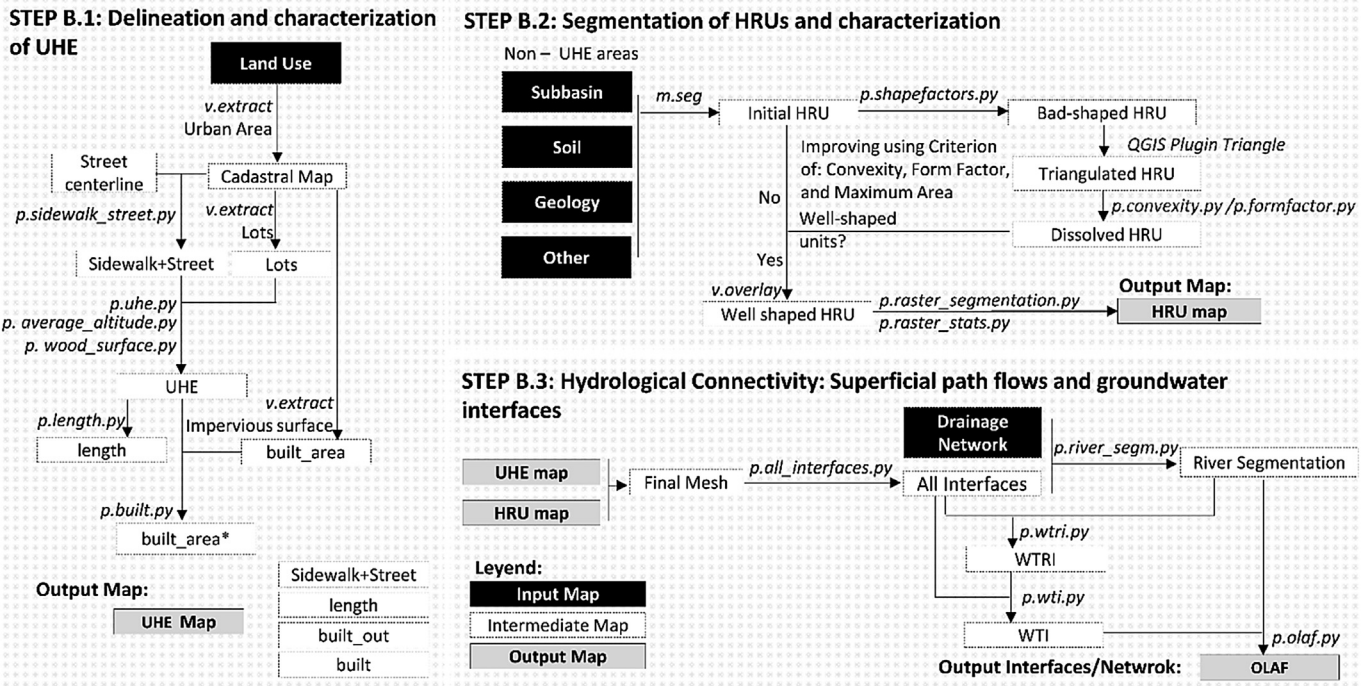 STEP B.1: Delineation and characterization
of UHE
Land Use
v.extract
Urban Area
Street
centerline
Cadastral Map
p.sidewalk_street.py
v.extract
Lots
Sidewalk+Street
Lots
p.uhe.py
p. average_altitude.py
p. wood_surface.py
UHE
p.length.py
length
v.extract
Impervious surface
built_area
p.built.py
built_area*
Output Map:
UHE Map
Sidewalk+Street
length
built_out
built
STEP B.2: Segmentation of HRUs and characterization
Non – UHE areas
Subbasin
Soil
Geology
Other
m.seg
Initial HRU
p.shapefactors.py
Bad-shaped HRU
QGIS Plugin Triangle
Triangulated HRU
p.convexity.py /p.formfactor.py
Dissolved HRU
Improving using Criterion
of: Convexity, Form Factor,
and Maximum Area
No
Well-shaped
units?
Yes
v.overlay
Well shaped HRU
p.raster_segmentation.py
p.raster_stats.py
Output Map:
HRU map
STEP B.3: Hydrological Connectivity: Superficial path flows and groundwater
interfaces
UHE map
HRU map
Final Mesh
p.all_interfaces.py
Drainage
Network
All Interfaces
p.river_segm.py
River Segmentation
p.wtri.py
WTRI
p.wti.py
WTI
p.olaf.py
Output Interfaces/Netwrok:
OLAF
Leyend:
Input Map
Intermediate Map
Output Map